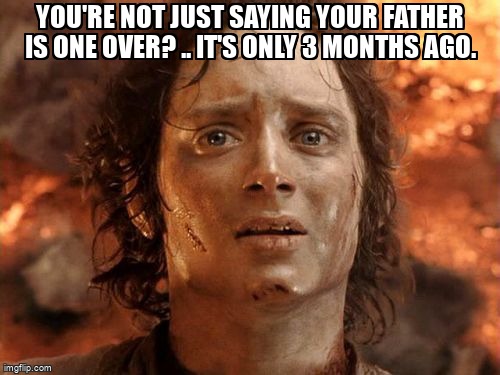 YOU'RE NOT JUST SAYING YOUR FATHER
IS ONE OVER? .. IT'S ONLY 3 MONTHS AGO.
imgflip.com